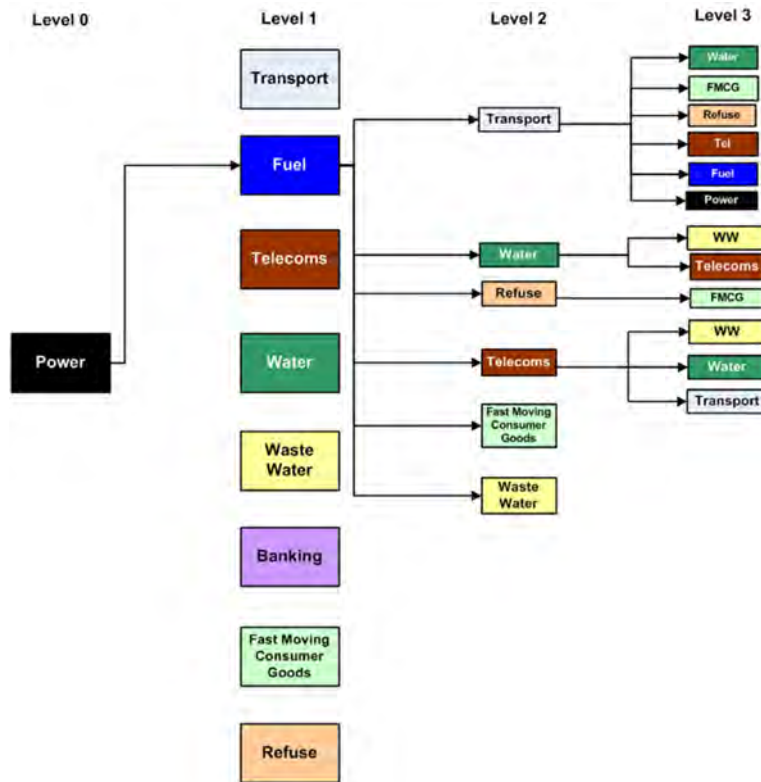 Level 0
Level 1
Level 2
Level 3
Power
Transport
Fuel
Telecoms
Water
Waste
Water
Banking
Fast Moving
Consumer
Goods
Refuse
Transport
Water
Refuse
Telecoms
Fast Moving
Consumer
Goods
Waste
Water
Water
FMCG
Refuse
Tel
Fuel
Power
WW
Telecoms
FMCG
WW
Water
Transport